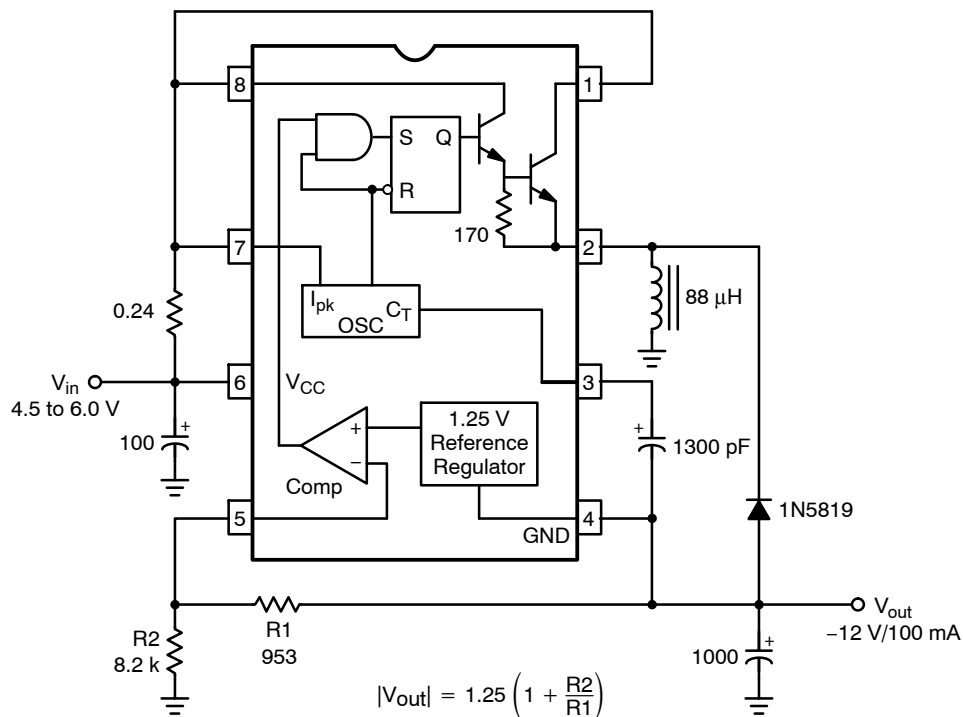 8
1
S Q
R
170
7
2
0.24
I_pk
C_T
OSC
88 μH
V_in
4.5 to 6.0 V
6
V_CC
3
100
+
+
−
Comp
1.25 V
Reference
Regulator
+
1300 pF
5
GND
4
1N5819
R2
8.2 k
R1
953
V_out
−12 V/100 mA
1000
+
|V_out| = 1.25 (1 + R2/R1)